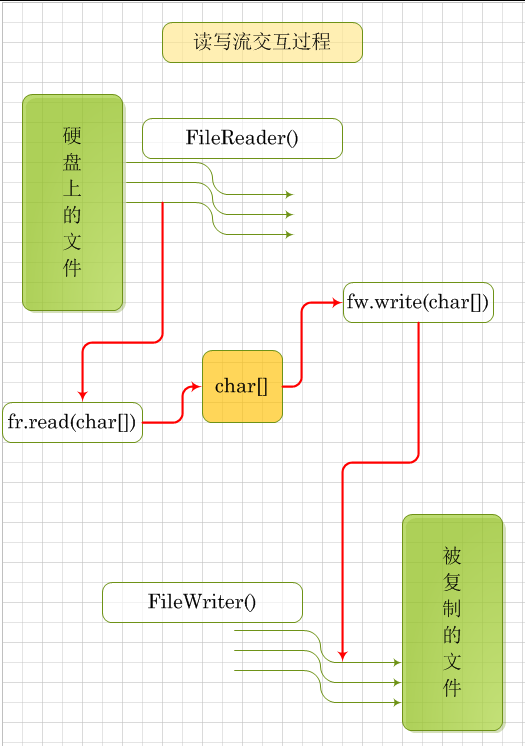 读写流交互过程
硬盘上的文件
FileReader()
fw.write(char[])
char[]
fr.read(char[])
被复制的文件
FileWriter()